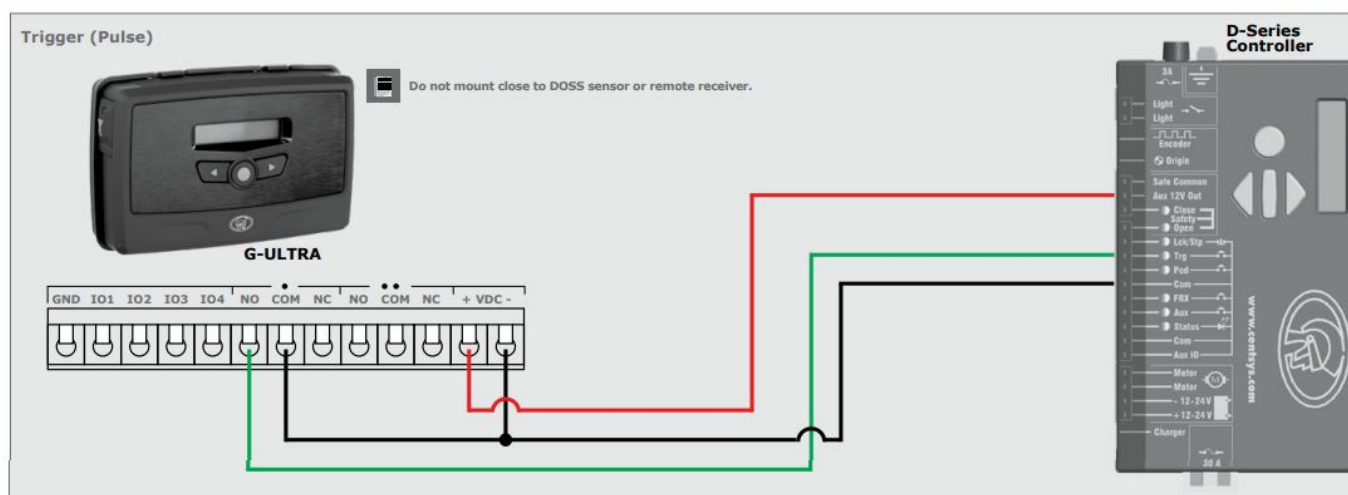 Trigger (Pulse)
D-Series
Controller
Do not mount close to DOSS sensor or remote receiver.
G-ULTRA
GND IO1 IO2 IO3 IO4 NO COM NC NO COM NC + VDC -
3A
Light
Light
Encoder
Origin
Safe Common
Aux 12V Out
Close
Safety
Open
Lck/Stp
Trg
Ped
Com
FRX
Aux
Status
Com
Aux IO
Motor
M
Motor
- 12-24V
+ 12-24V
Charger
30 A
www.centsys.com